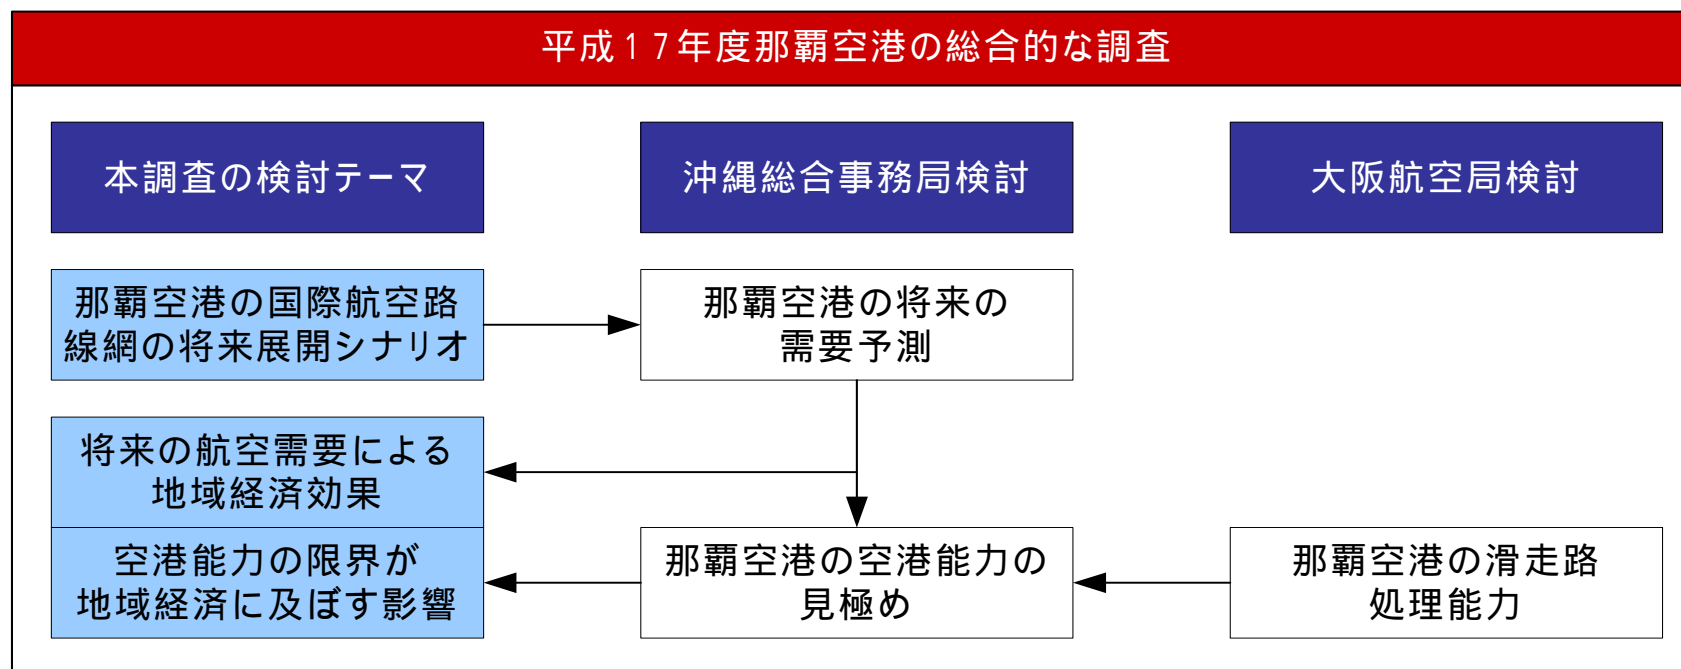 平成１７年度那覇空港の総合的な調査
本調査の検討テーマ
沖縄総合事務局検討
大阪航空局検討
那覇空港の国際航空路
線網の将来展開シナリオ
那覇空港の将来の
需要予測
将来の航空需要による
地域経済効果
空港能力の限界が
地域経済に及ぼす影響
那覇空港の空港能力の
見極め
那覇空港の滑走路
処理能力